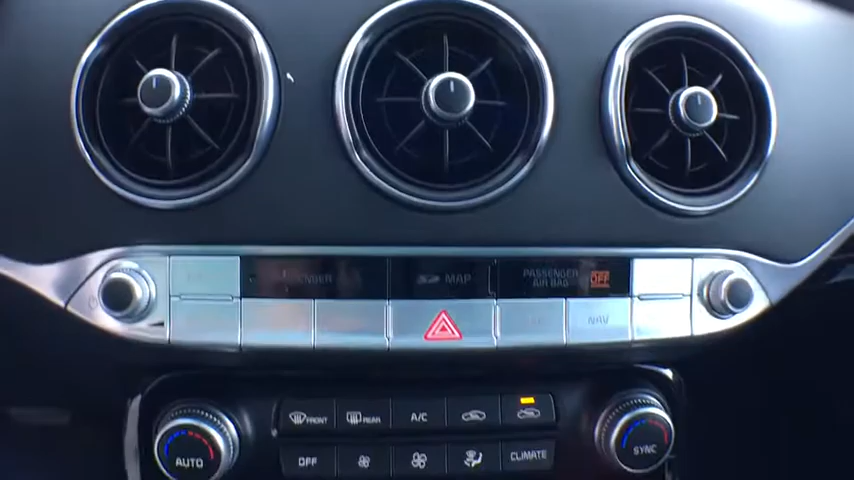 MAP
PASSENGER
AIR BAG
OFF
NAV
FRONT
REAR
A/C
AUTO
OFF
CLIMATE
SYNC